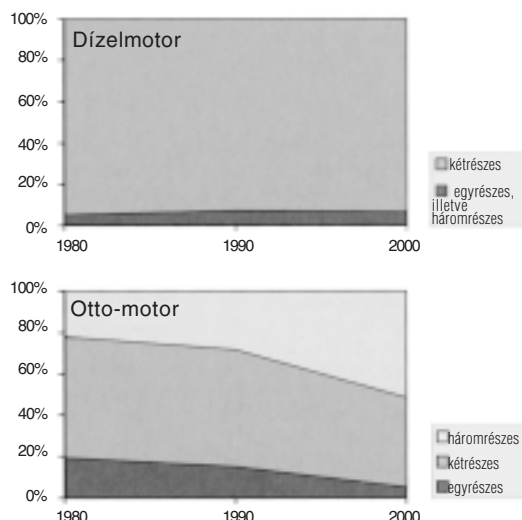 100%
Dízelmotor
80%
60%
40%
20%
0%
1980
1990
2000
kétrészes
egyrészes,
illetve
háromrészes
100%
Otto-motor
80%
60%
40%
20%
0%
1980
1990
2000
háromrészes
kétrészes
egyrészes